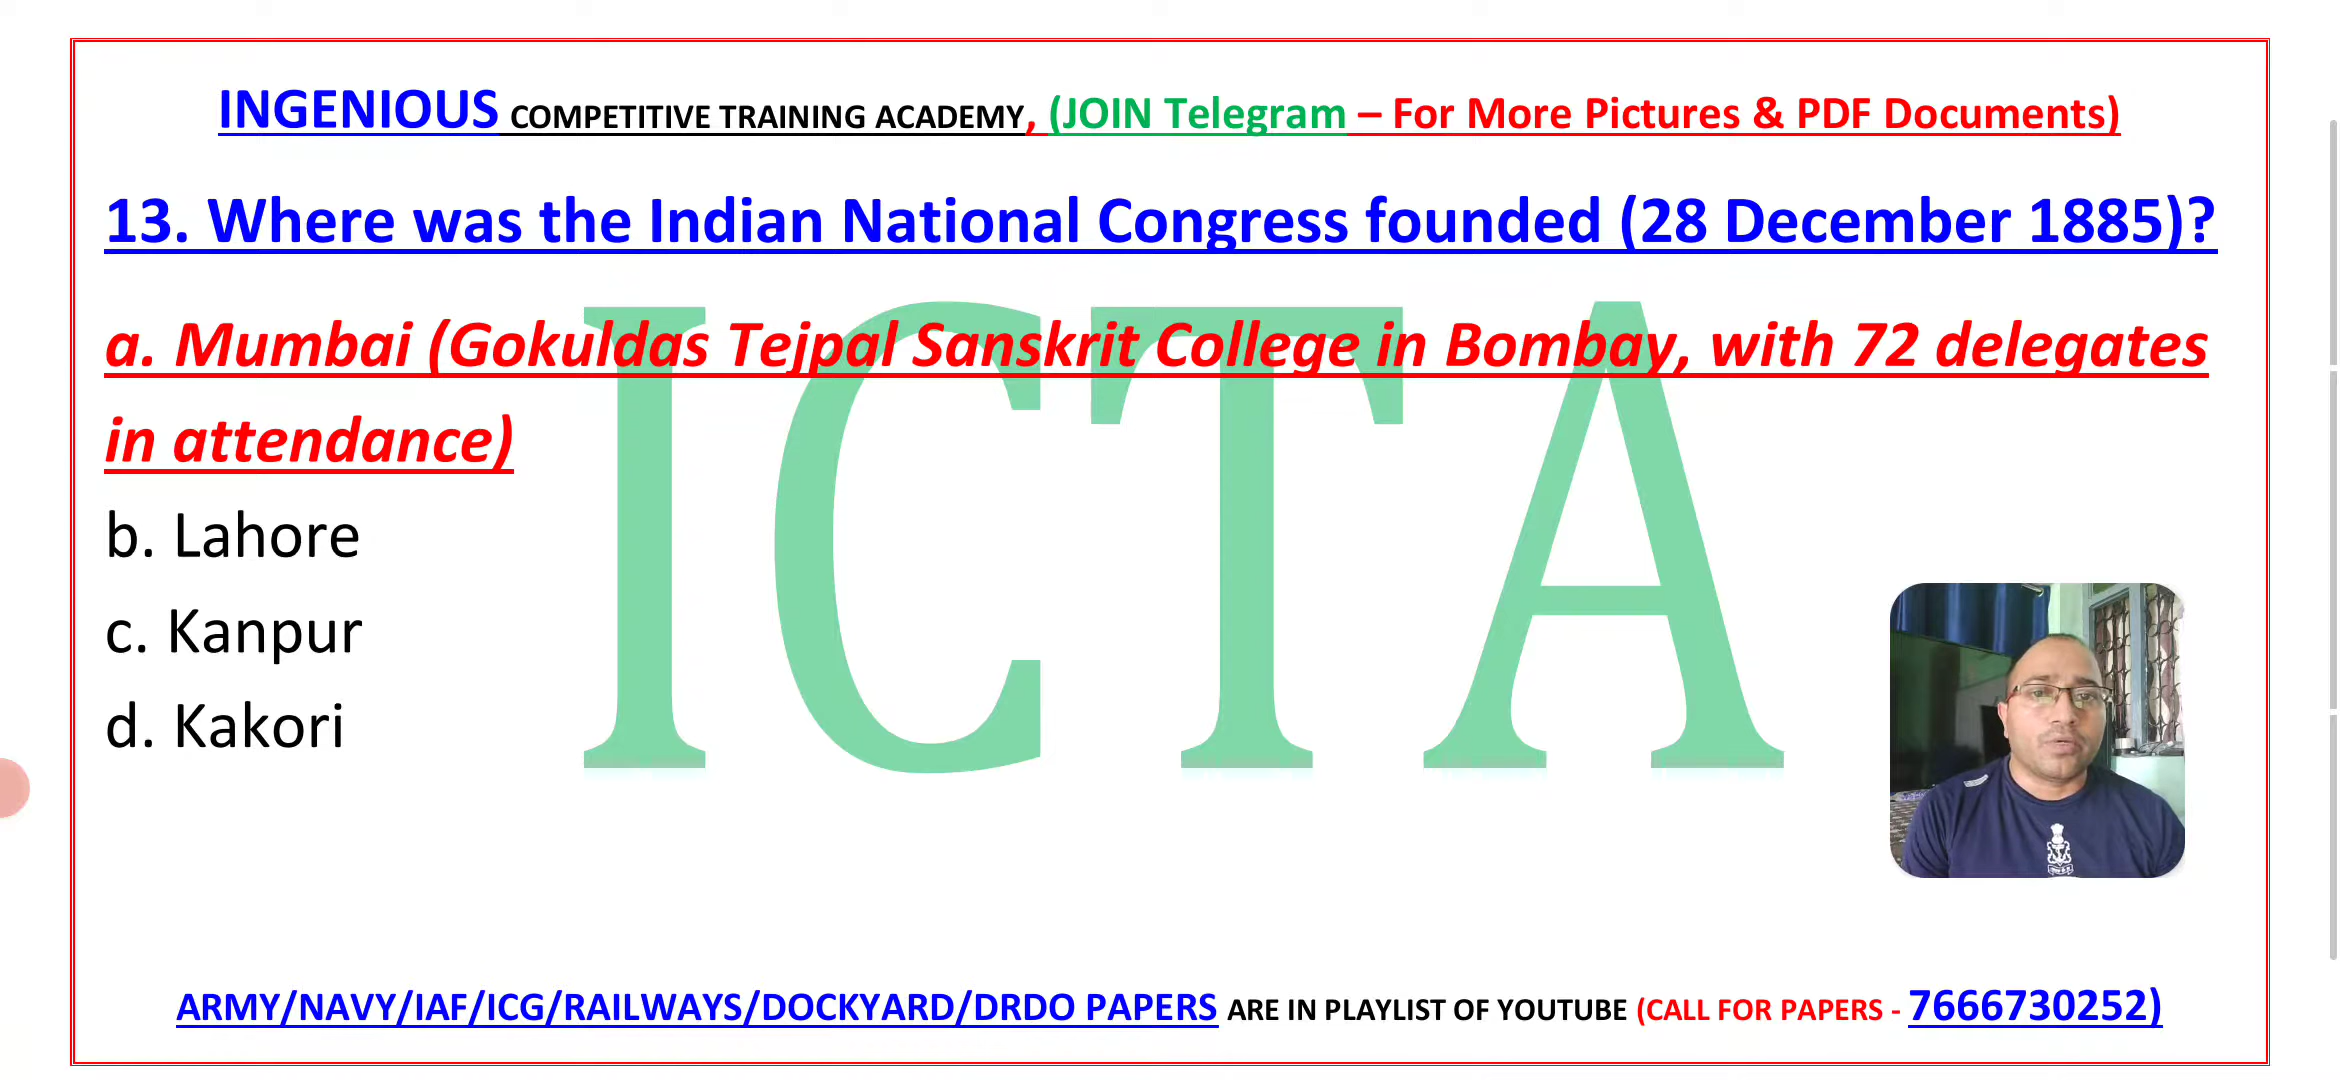 INGENIOUS COMPETITIVE TRAINING ACADEMY, (JOIN Telegram – For More Pictures & PDF Documents)
13. Where was the Indian National Congress founded (28 December 1885)?
a. Mumbai (Gokuldas Tejpal Sanskrit College in Bombay, with 72 delegates
in attendance)
b. Lahore
c. Kanpur
d. Kakori
ICTA
ARMY/NAVY/IAF/ICG/RAILWAYS/DOCKYARD/DRDO PAPERS ARE IN PLAYLIST OF YOUTUBE (CALL FOR PAPERS - 7666730252)